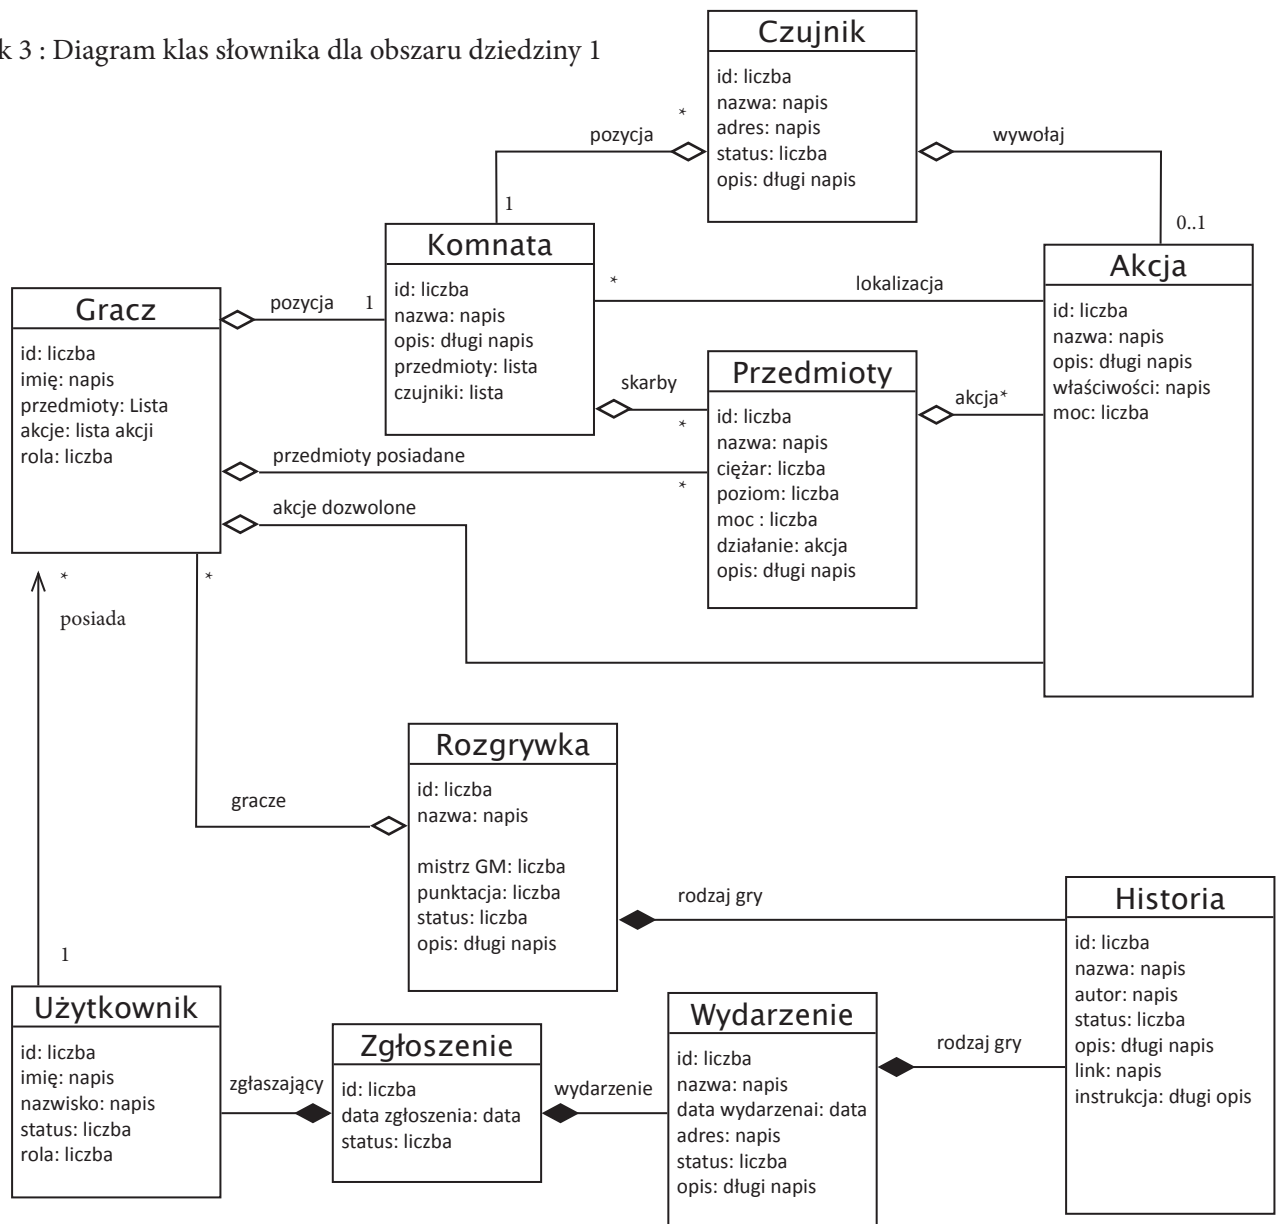 k 3 : Diagram klas słownika dla obszaru dziedziny 1
Czujnik
id: liczba
nazwa: napis
adres: napis
status: liczba
opis: długi napis
*
pozycja
1
wywołaj
0..1
Komnata
id: liczba
nazwa: napis
opis: długi napis
przedmioty: lista
czujniki: lista
*
lokalizacja
Akcja
id: liczba
nazwa: napis
opis: długi napis
właściwości: napis
moc: liczba
Gracz
id: liczba
imię: napis
przedmioty: Lista
akcje: lista akcji
rola: liczba
pozycja
1
skarby
*
Przedmioty
id: liczba
nazwa: napis
ciężar: liczba
poziom: liczba
moc : liczba
działanie: akcja
opis: długi napis
akcja*
przedmioty posiadane
*
akcje dozwolone
*
posiada
1
*
gracze
Rozgrywka
id: liczba
nazwa: napis
mistrz GM: liczba
punktacja: liczba
status: liczba
opis: długi napis
rodzaj gry
Historia
id: liczba
nazwa: napis
autor: napis
status: liczba
opis: długi napis
link: napis
instrukcja: długi opis
Użytkownik
id: liczba
imię: napis
nazwisko: napis
status: liczba
rola: liczba
zgłaszający
Zgłoszenie
id: liczba
data zgłoszenia: data
status: liczba
wydarzenie
Wydarzenie
id: liczba
nazwa: napis
data wydarzenai: data
adres: napis
status: liczba
opis: długi napis
rodzaj gry